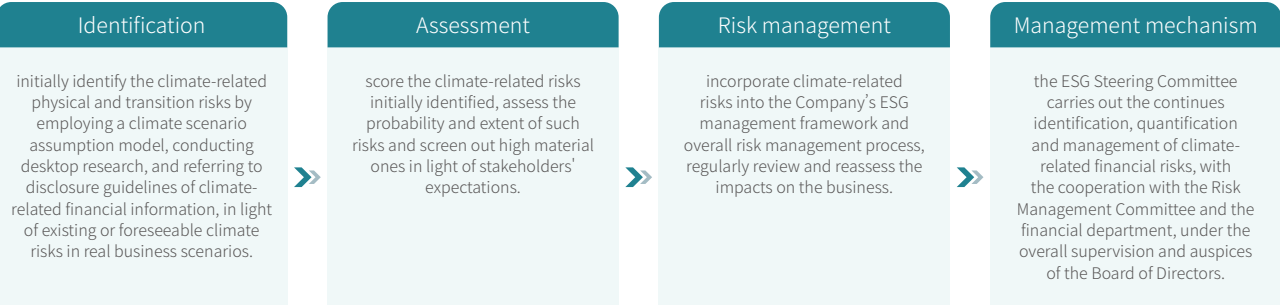 Identification
initially identify the climate-related
physical and transition risks by
employing a climate scenario
assumption model, conducting
desktop research, and referring to
disclosure guidelines of climate-
related financial information, in light
of existing or foreseeable climate
risks in real business scenarios.
Assessment
score the climate-related risks
initially identified, assess the
probability and extent of such
risks and screen out high material
ones in light of stakeholders'
expectations.
Risk management
incorporate climate-related
risks into the Company's ESG
management framework and
overall risk management process,
regularly review and reassess the
impacts on the business.
Management mechanism
the ESG Steering Committee
carries out the continues
identification, quantification
and management of climate-
related financial risks, with
the cooperation with the Risk
Management Committee and the
financial department, under the
overall supervision and auspices
of the Board of Directors.